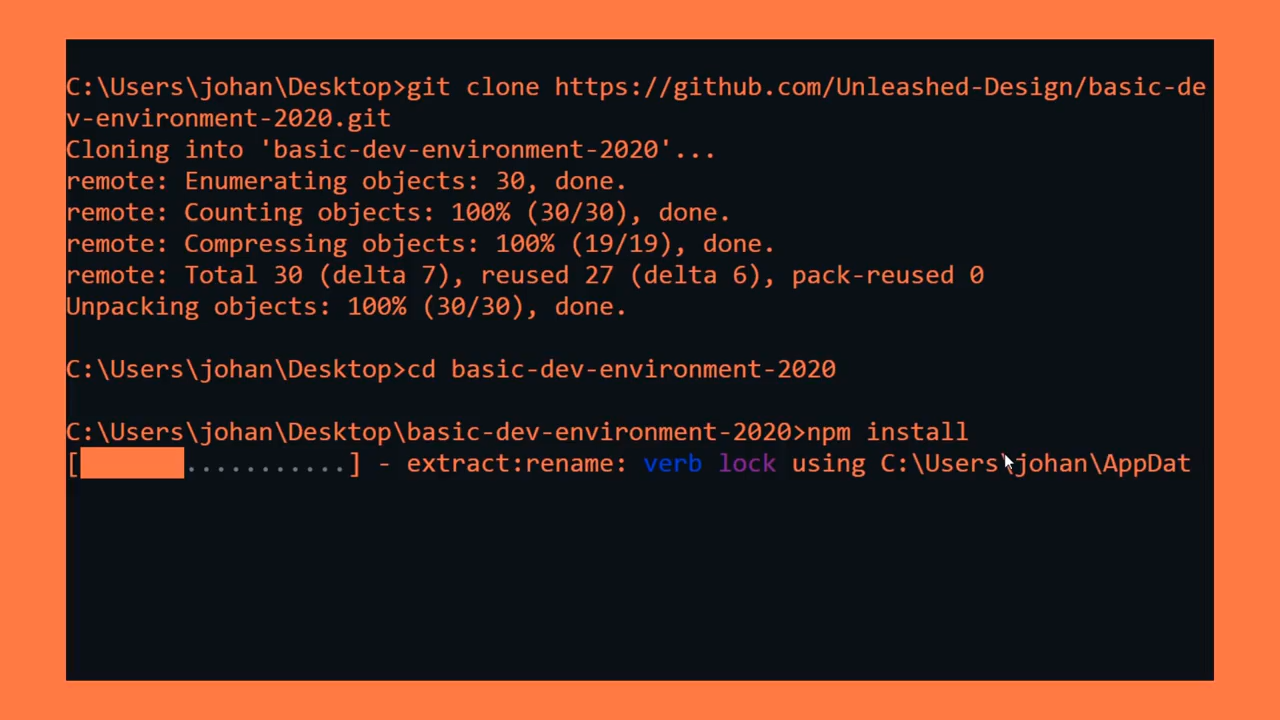 C:\Users\johan\Desktop>git clone https://github.com/Unleashed-Design/basic-de
v-environment-2020.git
Cloning into 'basic-dev-environment-2020'...
remote: Enumerating objects: 30, done.
remote: Counting objects: 100% (30/30), done.
remote: Compressing objects: 100% (19/19), done.
remote: Total 30 (delta 7), reused 27 (delta 6), pack-reused 0
Unpacking objects: 100% (30/30), done.
C:\Users\johan\Desktop>cd basic-dev-environment-2020
C:\Users\johan\Desktop\basic-dev-environment-2020>npm install
[...........] - extract:rename: verb lock using C:\Users\johan\AppDat